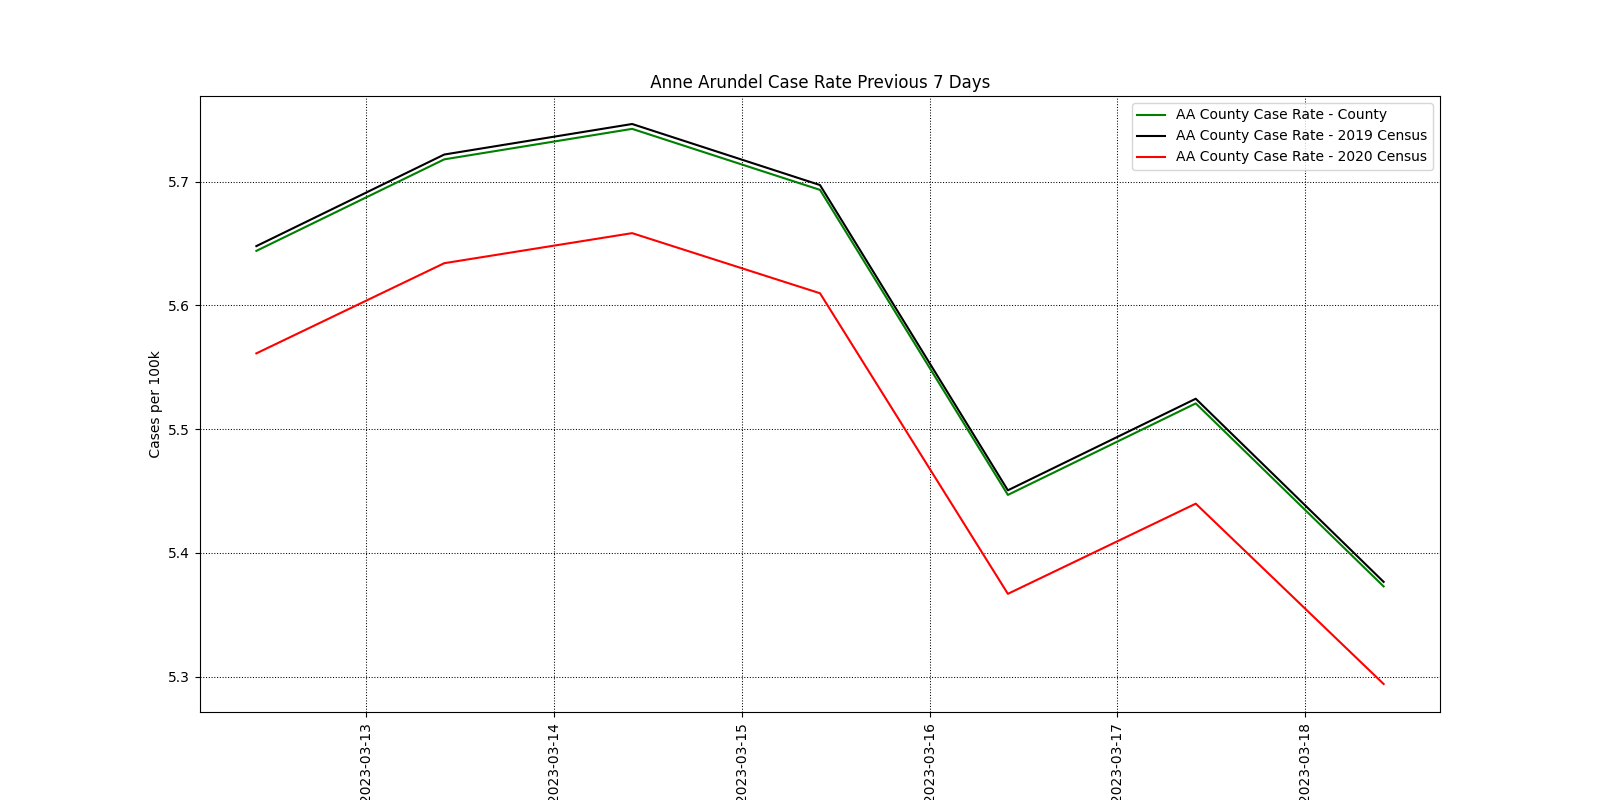 Anne Arundel Case Rate Previous 7 Days
AA County Case Rate - County
AA County Case Rate - 2019 Census
AA County Case Rate - 2020 Census
Cases per 100k
5.7
5.6
5.5
5.4
5.3
2023-03-13
2023-03-14
2023-03-15
2023-03-16
2023-03-17
2023-03-18